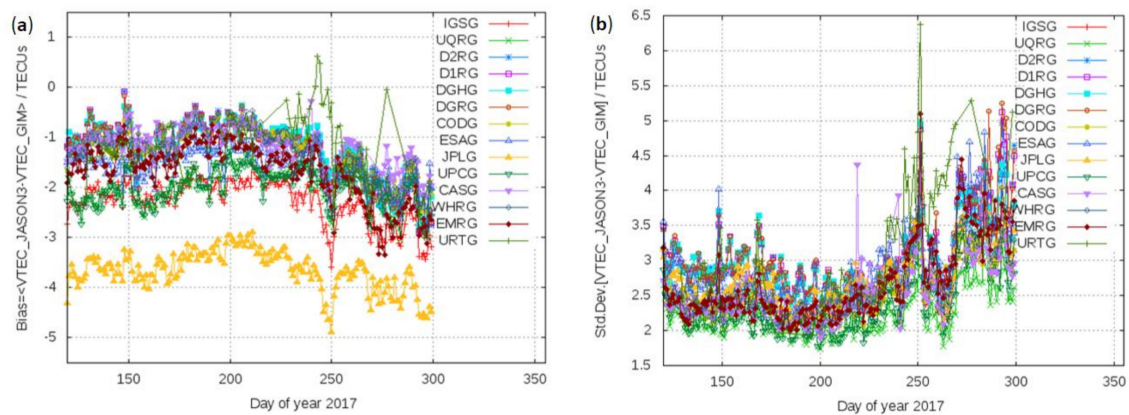 (a)
Bias=<VTEC_JASON3-VTEC_GIM> / TECUs
1
0
-1
-2
-3
-4
-5
150
200
250
300
350
Day of year 2017
IGSG
UQRG
D2RG
D1RG
DGHG
DGRG
CODG
ESAG
JPLG
UPCG
CASG
WHRG
EMRG
URTG
(b)
Std.Dev.[VTEC_JASON3-VTEC_GIM] / TECUs
6.5
6
5.5
5
4.5
4
3.5
3
2.5
2
1.5
150
200
250
300
350
Day of year 2017
IGSG
UQRG
D2RG
D1RG
DGHG
DGRG
CODG
ESAG
JPLG
UPCG
CASG
WHRG
EMRG
URTG